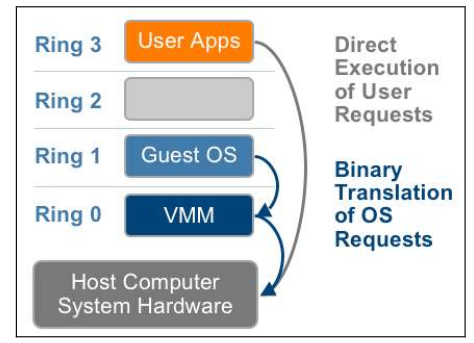 Ring 3
User Apps
Ring 2
Ring 1
Guest OS
Ring 0
VMM
Host Computer
System Hardware
Direct
Execution
of User
Requests
Binary
Translation
of OS
Requests